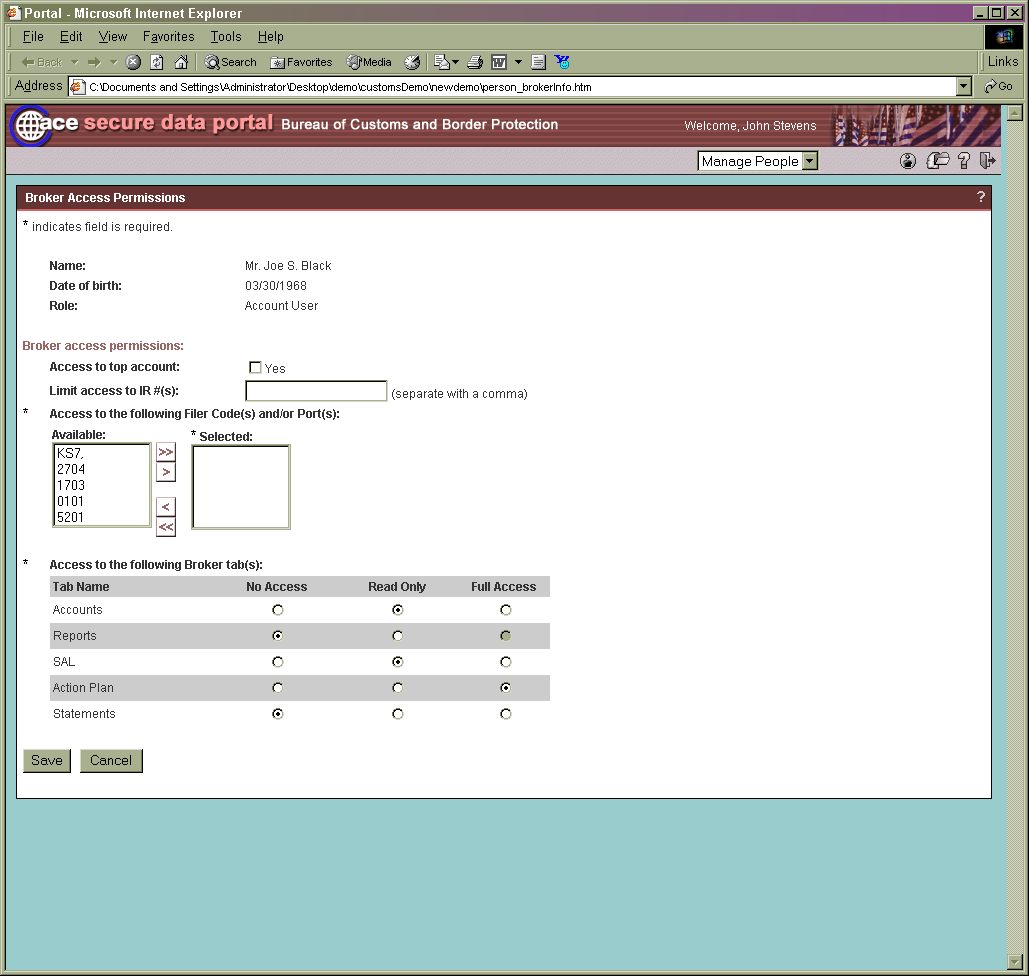 Portal - Microsoft Internet Explorer
File Edit View Favorites Tools Help
Back Search Favorites Media Links
Address C:\Documents and Settings\Administrator\Desktop\demo\customsDemo\newdemo\person_brokerInfo.htm Go
ace secure data portal Bureau of Customs and Border Protection Welcome, John Stevens
Manage People
Broker Access Permissions ?
* indicates field is required.
Name: Mr. Joe S. Black
Date of birth: 03/30/1968
Role: Account User
Broker access permissions:
Access to top account: Yes
Limit access to IR #(s): (separate with a comma)
* Access to the following Filer Code(s) and/or Port(s):
Available: * Selected:
KS7,
2704
1703
0101
5201
>>
>
<
<<
* Access to the following Broker tab(s):
Tab Name No Access Read Only Full Access
Accounts
Reports
SAL
Action Plan
Statements
Save Cancel